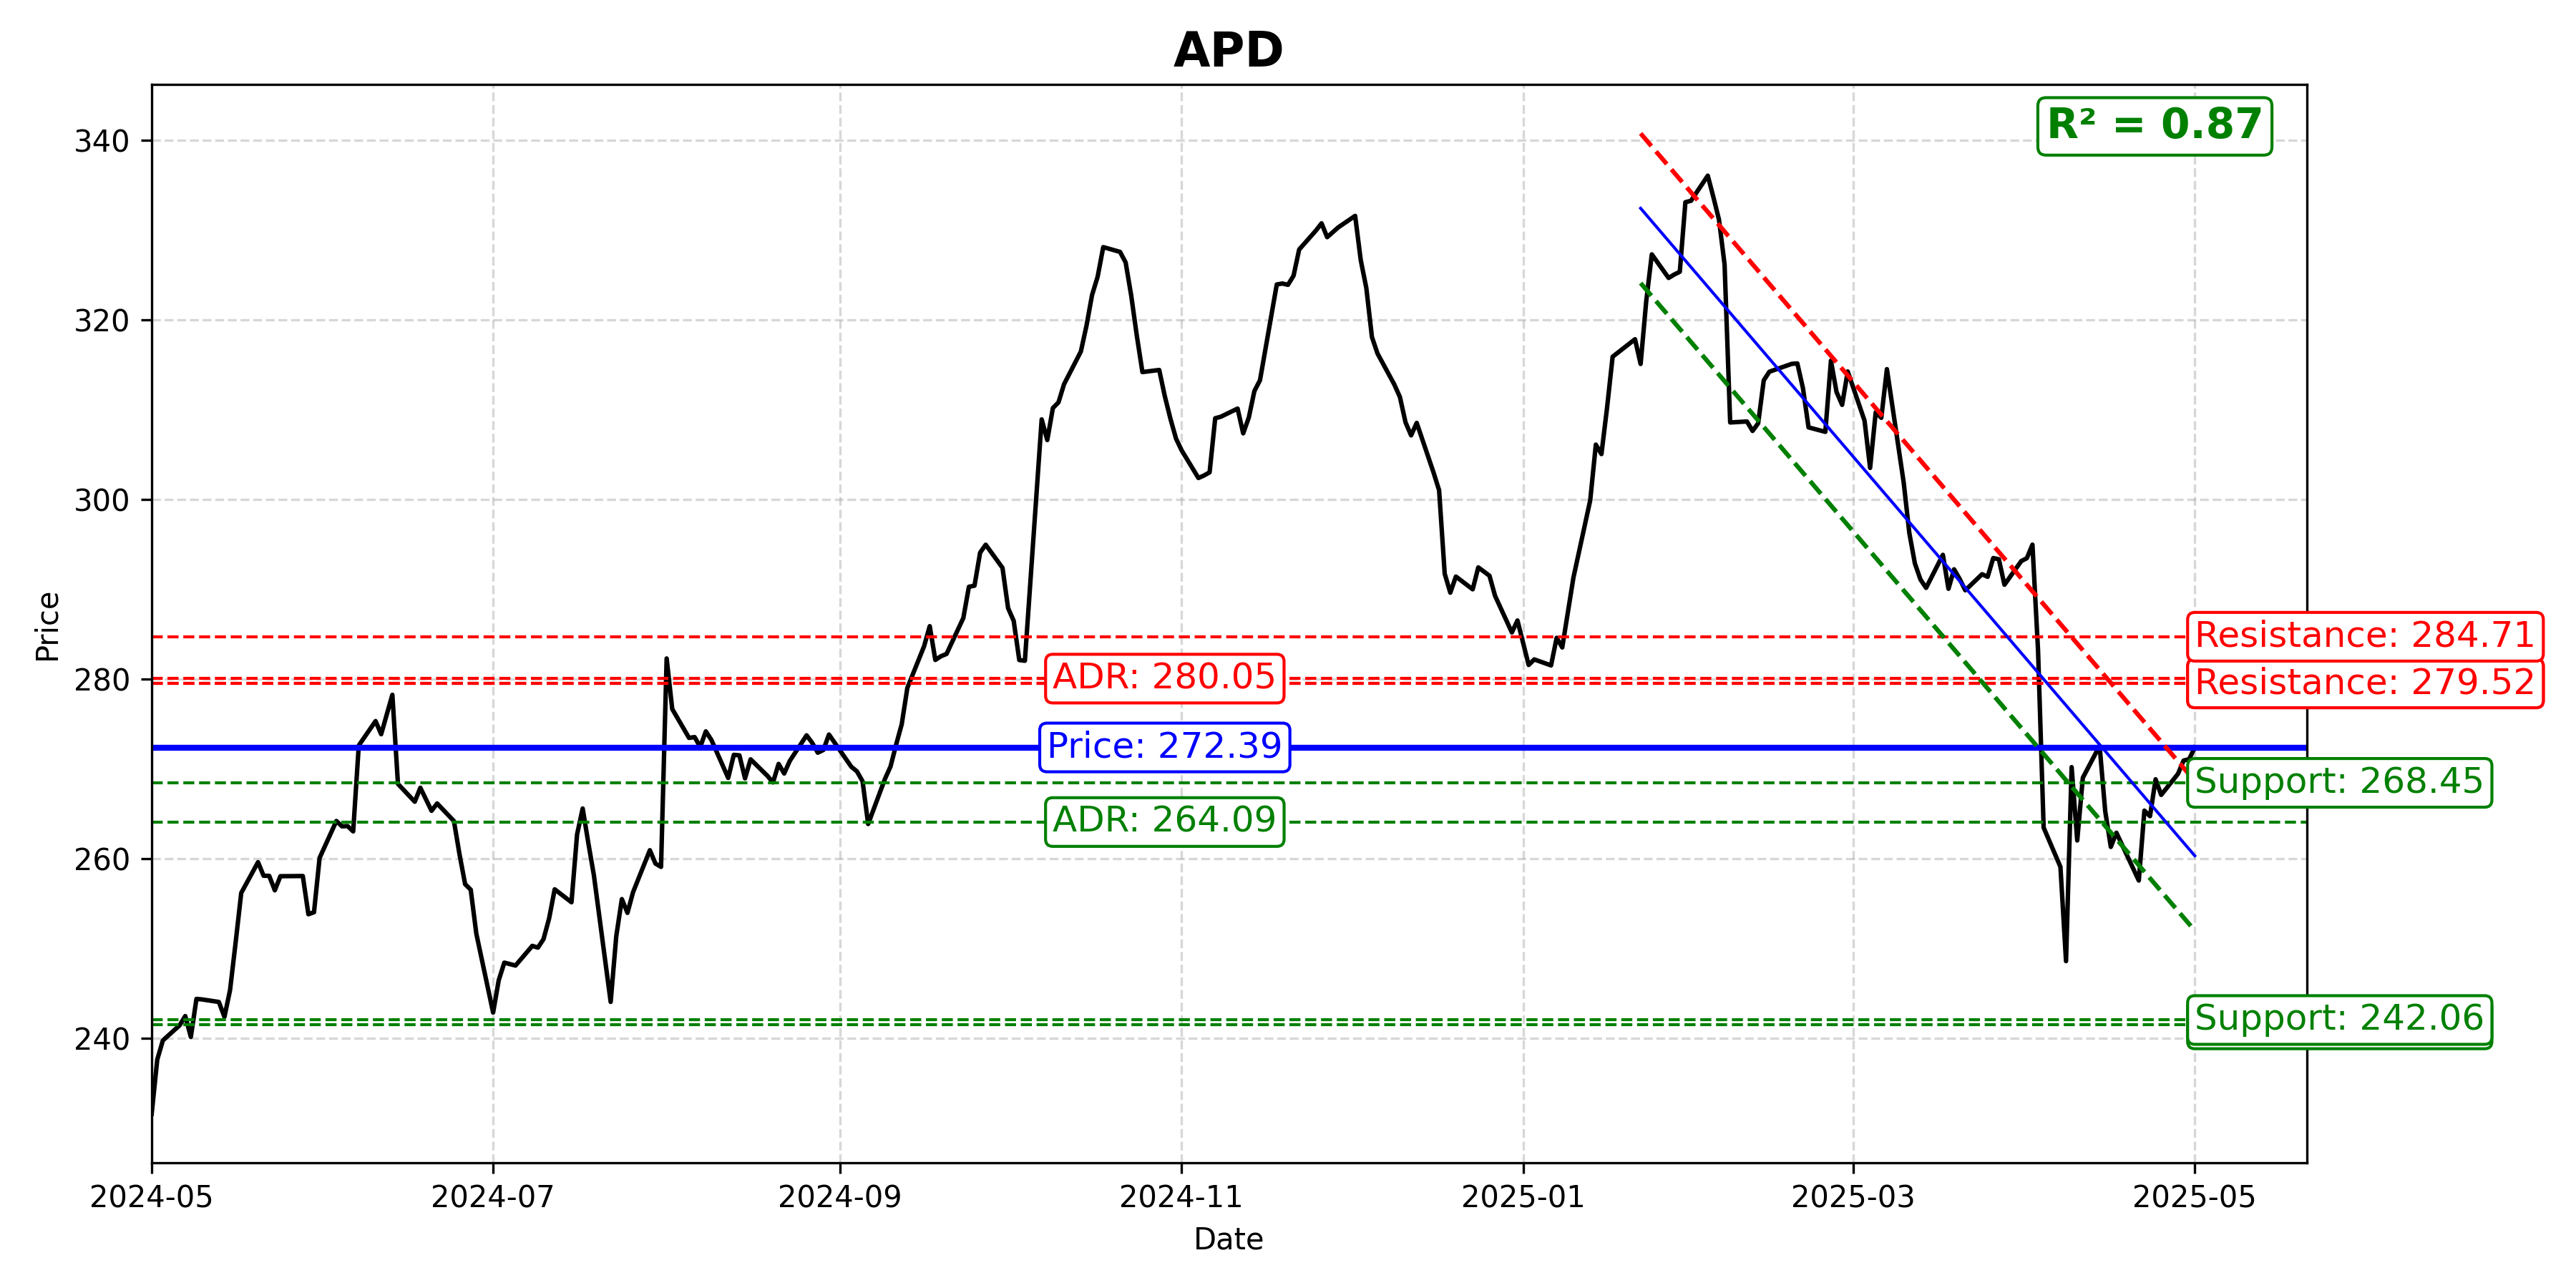 APD
R² = 0.87
340
320
300
280
260
240
Price
Resistance: 284.71
ADR: 280.05
Resistance: 279.52
Price: 272.39
Support: 268.45
ADR: 264.09
Support: 242.06
2024-05
2024-07
2024-09
2024-11
2025-01
2025-03
2025-05
Date